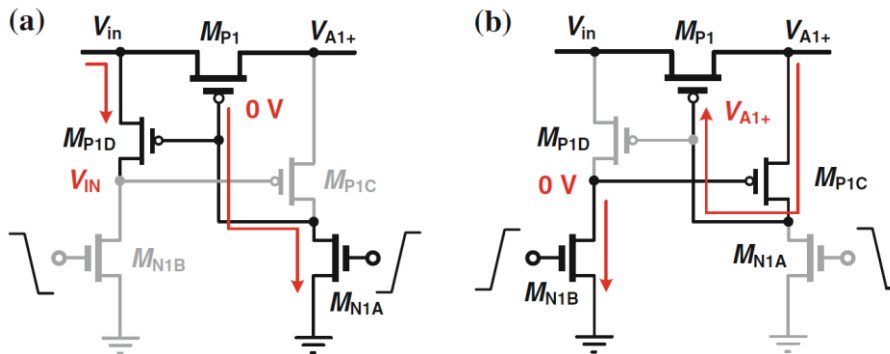 (a)
V_in
M_P1
V_A1+
0 V
M_P1D
V_IN
M_P1C
M_N1B
M_N1A
(b)
V_in
M_P1
V_A1+
V_A1+
M_P1D
0 V
M_P1C
M_N1B
M_N1A